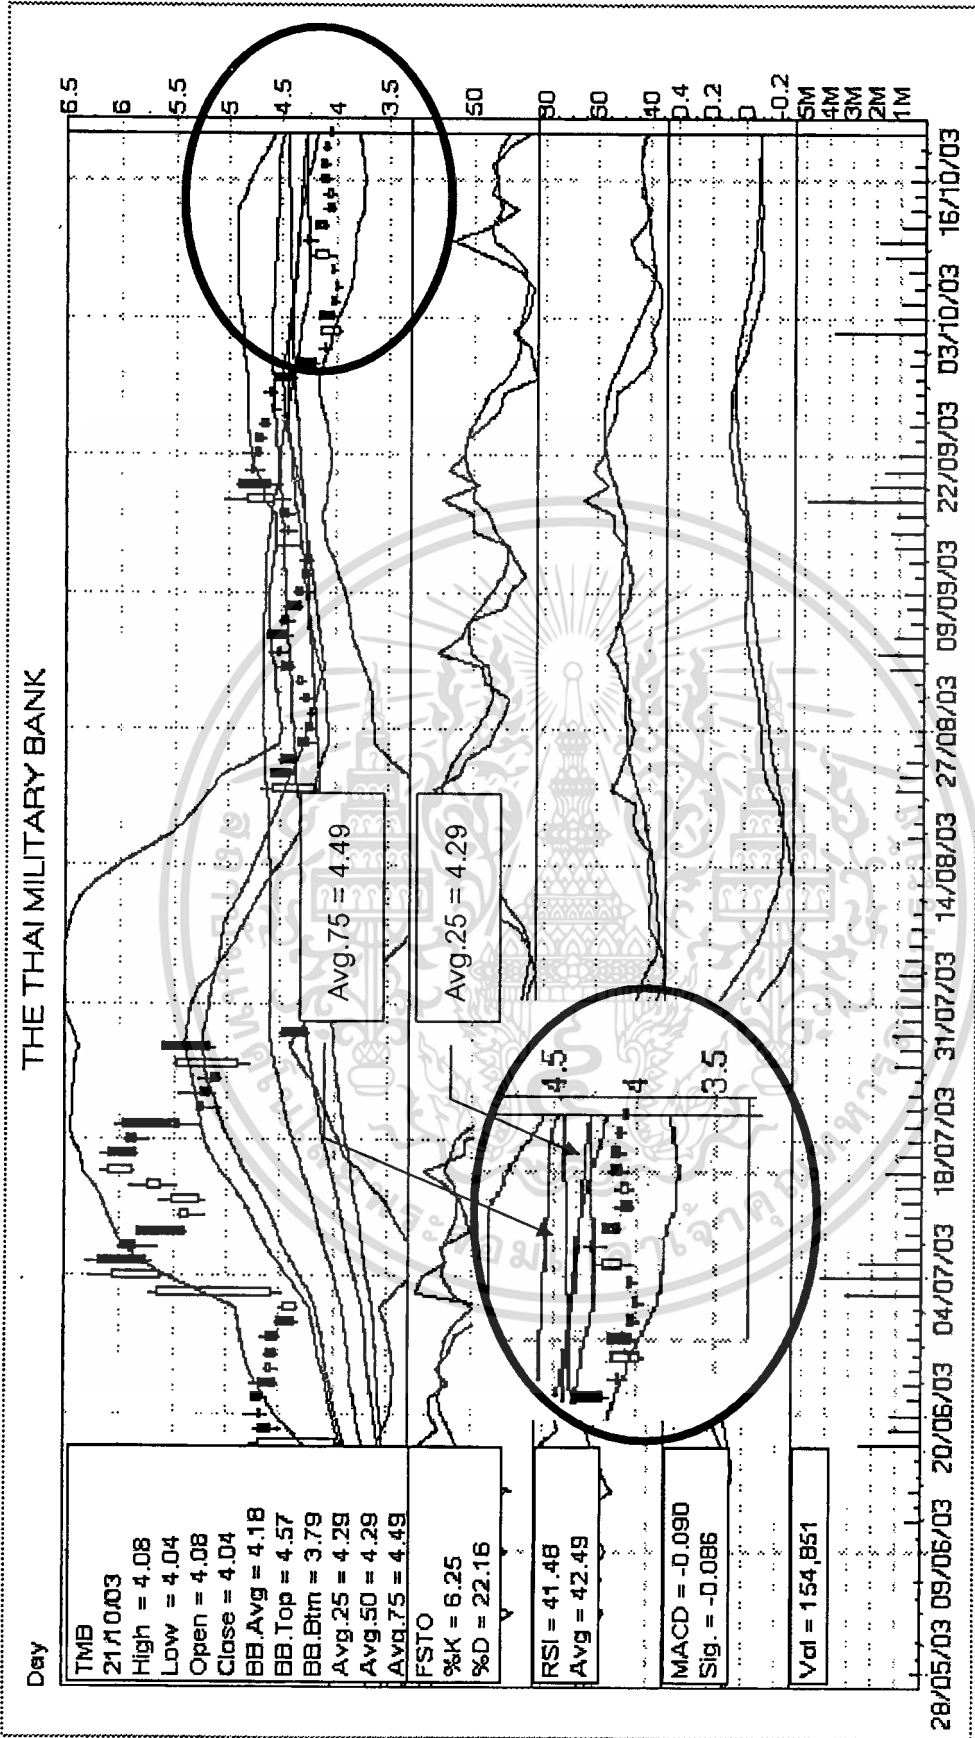 THE THAI MILITARY BANK
Day
TMB
21/10/03
High = 4.08
Low = 4.04
Open = 4.08
Close = 4.04
BB.Avg = 4.18
BB.Top = 4.57
BB.Btm = 3.79
Avg.25 = 4.29
Avg.50 = 4.29
Avg.75 = 4.49
6.5
6
5.5
5
4.5
4
3.5
Avg.75 = 4.49
FSTO
%K = 6.25
%D = 22.16
50
Avg.25 = 4.29
4.5
4
3.5
RSI = 41.48
Avg = 42.49
80
60
40
MACD = -0.090
Sig. = -0.086
0.4
0.2
0
-0.2
Val = 154,851
5M
4M
3M
2M
1M
28/05/03 09/06/03 20/06/03 04/07/03 18/07/03 31/07/03 14/08/03 27/08/03 09/09/03 22/09/03 03/10/03 16/10/03